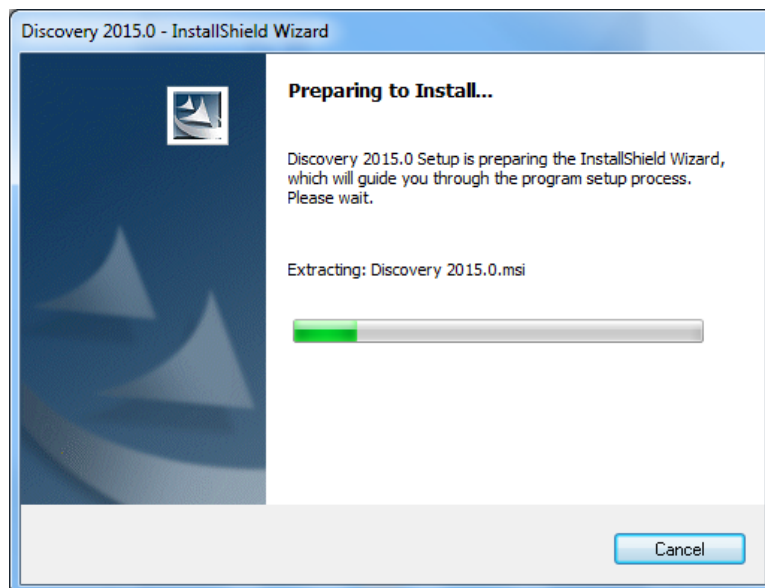 Discovery 2015.0 - InstallShield Wizard
Preparing to Install...
Discovery 2015.0 Setup is preparing the InstallShield Wizard,
which will guide you through the program setup process.
Please wait.
Extracting: Discovery 2015.0.msi
Cancel